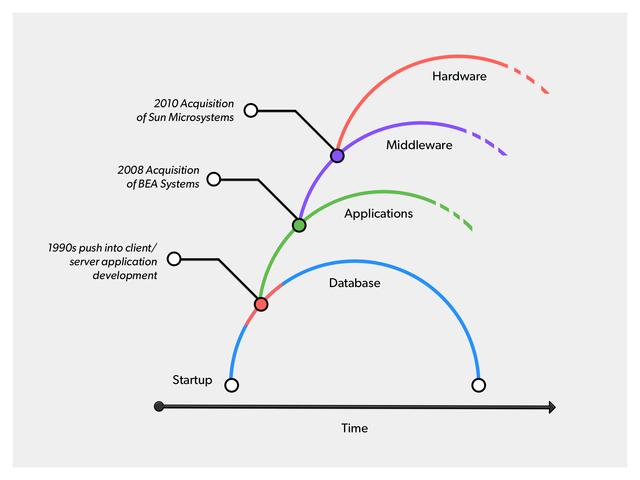 Hardware
2010 Acquisition
of Sun Microsystems
Middleware
2008 Acquisition
of BEA Systems
Applications
1990s push into client/
server application
development
Database
Startup
Time